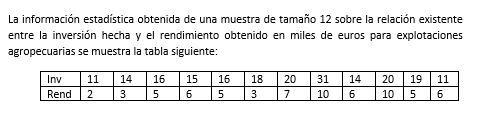 La información estadística obtenida de una muestra de tamaño 12 sobre la relación existente
entre la inversión hecha y el rendimiento obtenido en miles de euros para explotaciones
agropecuarias se muestra la tabla siguiente:
Inv 11 14 16 15 16 18 20 31 14 20 19 11
Rend 2 3 5 6 5 3 7 10 6 10 5 6